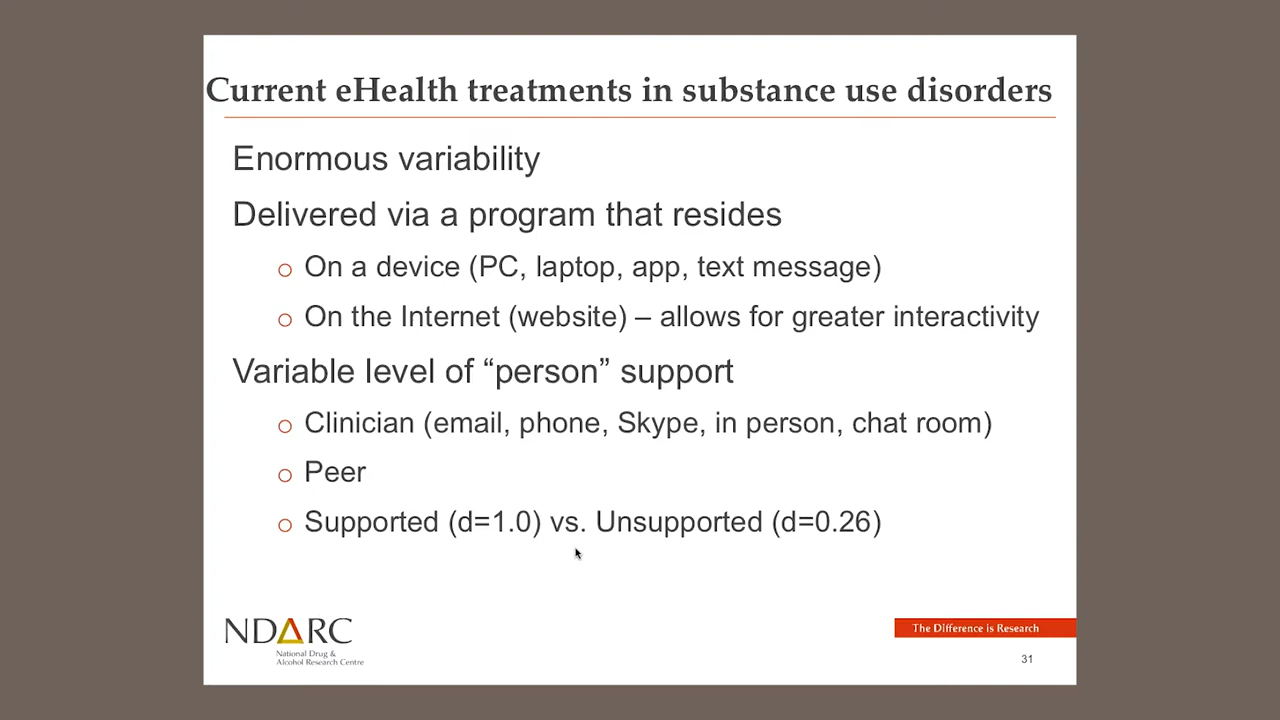 Current eHealth treatments in substance use disorders
Enormous variability
Delivered via a program that resides
o On a device (PC, laptop, app, text message)
o On the Internet (website) – allows for greater interactivity
Variable level of “person” support
o Clinician (email, phone, Skype, in person, chat room)
o Peer
o Supported (d=1.0) vs. Unsupported (d=0.26)
NDARC
National Drug &
Alcohol Research Centre
The Difference is Research
31